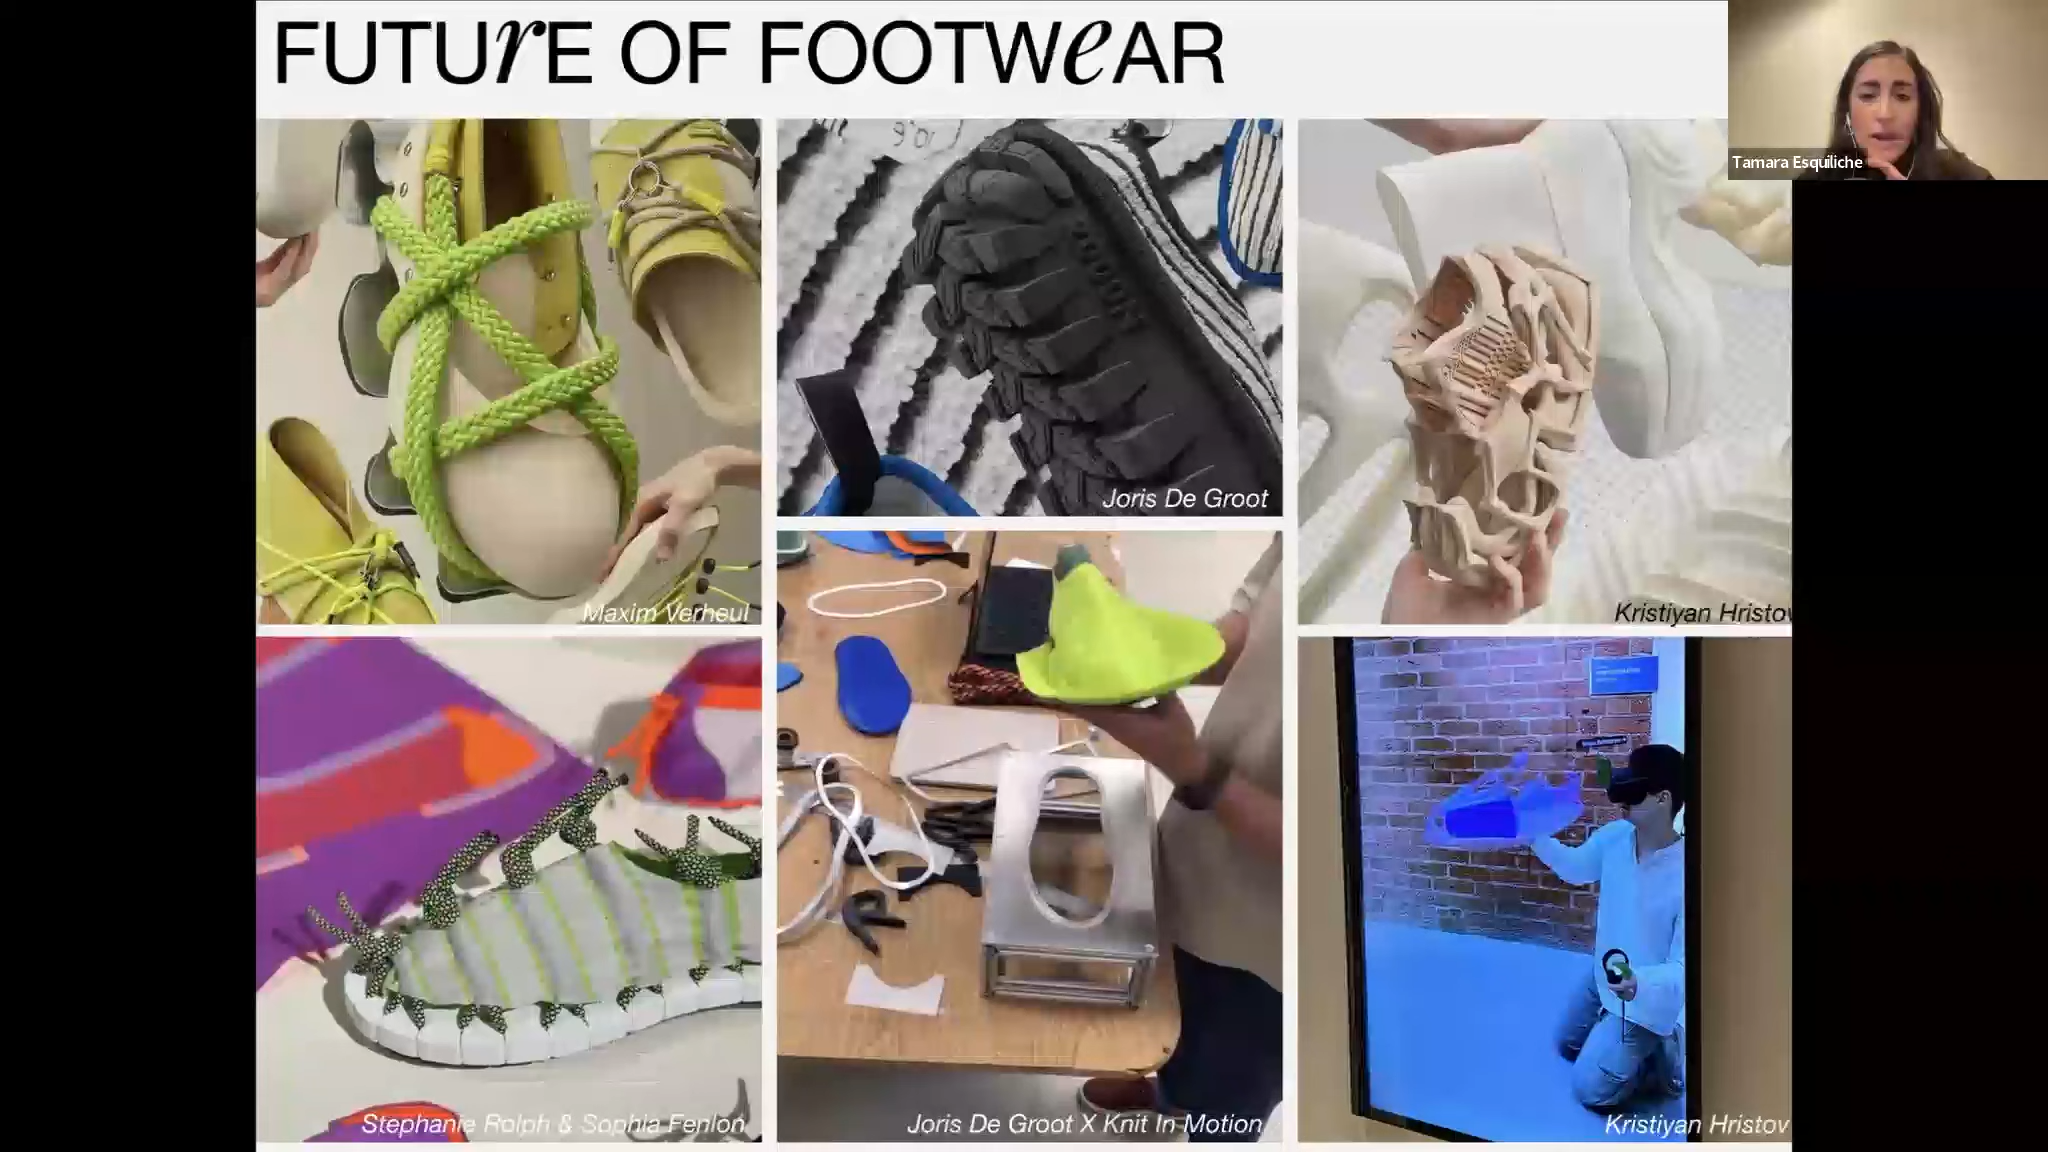 FUTUrE OF FOOTWeAR
Tamara Esquiliche
Maxim Verheul
Joris De Groot
Kristiyan Hristov
Stephanie Rolph & Sophia Fenlon
Joris De Groot X Knit In Motion
Kristiyan Hristov